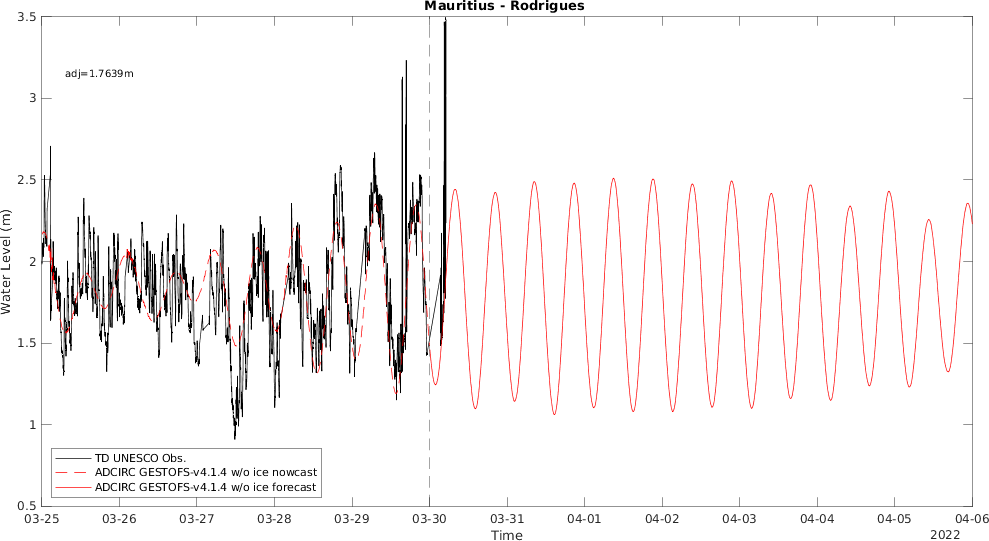 Mauritius - Rodrigues
3.5
3
2.5
2
1.5
1
0.5
Water Level (m)
adj=1.7639m
TD UNESCO Obs.
ADCIRC GESTOFS-v4.1.4 w/o ice nowcast
ADCIRC GESTOFS-v4.1.4 w/o ice forecast
03-25 03-26 03-27 03-28 03-29 03-30 03-31 04-01 04-02 04-03 04-04 04-05 04-06
Time
2022